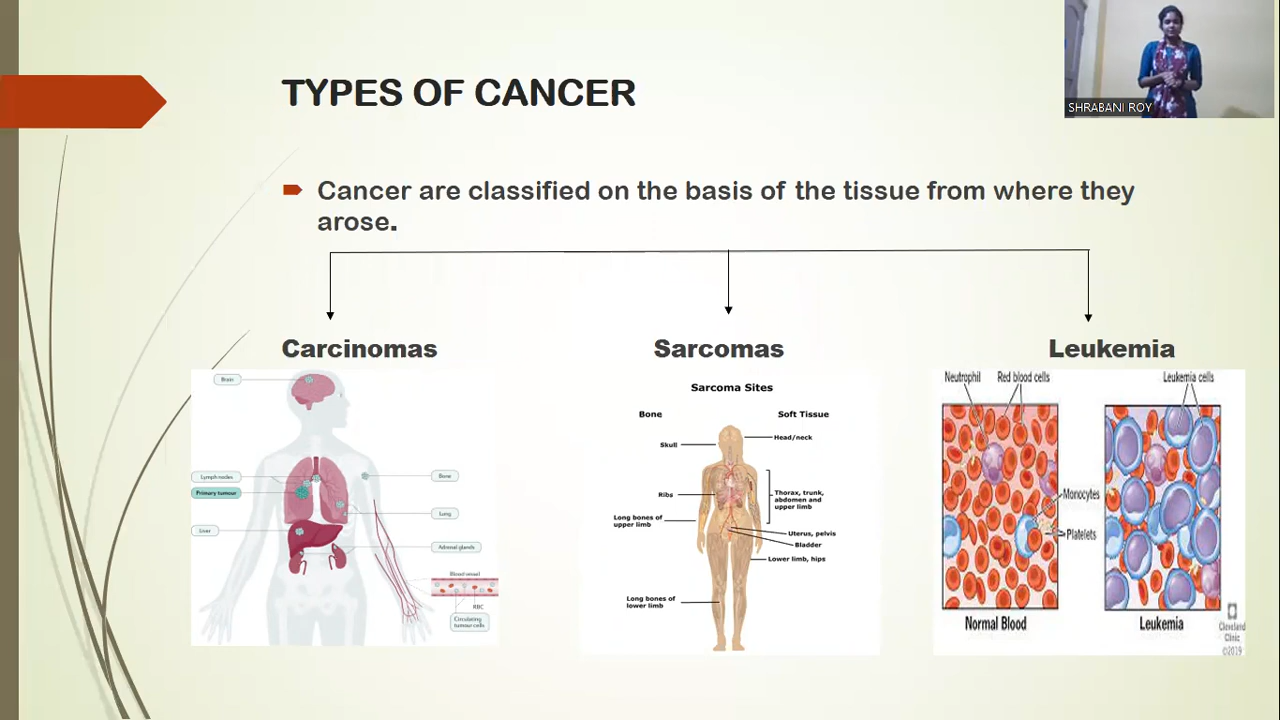 SHRABANI ROY
TYPES OF CANCER
Cancer are classified on the basis of the tissue from where they
arose.
Carcinomas
Sarcomas
Leukemia
Brain
Lymph nodes
Primary tumour
Liver
Bone
Lung
Adrenal glands
Blood vessel
RBC
Circulating
tumour cells
Sarcoma Sites
Bone
Soft Tissue
Skull
Head/neck
Ribs
Thorax, trunk,
abdomen and
upper limb
Long bones of
upper limb
Uterus, pelvis
Bladder
Lower limb, hips
Long bones of
lower limb
Neutrophil
Red blood cells
Leukemia cells
Monocytes
Platelets
Normal Blood
Leukemia
Cleveland
Clinic
©2019